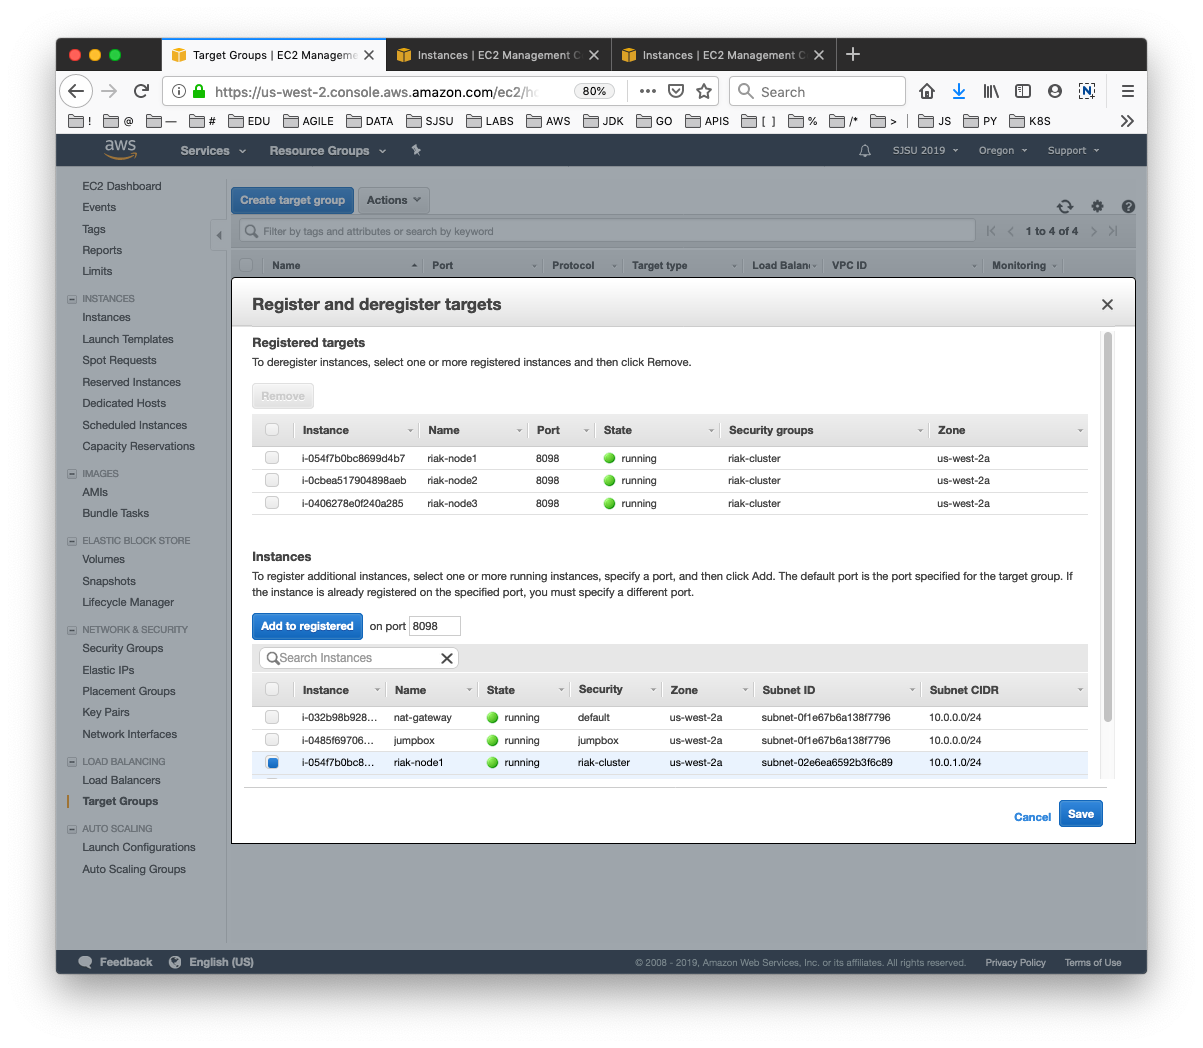 Target Groups | EC2 Manageme
Instances | EC2 Management C
Instances | EC2 Management C
https://us-west-2.console.aws.amazon.com/ec2/h
80%
Search
!
@
—
#
EDU
AGILE
DATA
SJSU
LABS
AWS
JDK
GO
APIS
[ ]
%
/*
>
JS
PY
K8S
aws
Services
Resource Groups
SJSU 2019
Oregon
Support
EC2 Dashboard
Events
Tags
Reports
Limits
INSTANCES
Instances
Launch Templates
Spot Requests
Reserved Instances
Dedicated Hosts
Scheduled Instances
Capacity Reservations
IMAGES
AMIs
Bundle Tasks
ELASTIC BLOCK STORE
Volumes
Snapshots
Lifecycle Manager
NETWORK & SECURITY
Security Groups
Elastic IPs
Placement Groups
Key Pairs
Network Interfaces
LOAD BALANCING
Load Balancers
Target Groups
AUTO SCALING
Launch Configurations
Auto Scaling Groups
Create target group
Actions
Filter by tags and attributes or search by keyword
1 to 4 of 4
Name Port Protocol Target type Load Balan VPC ID Monitoring
Register and deregister targets
Registered targets
To deregister instances, select one or more registered instances and then click Remove.
Remove
Instance Name Port State Security groups Zone
i-054f7b0bc8699d4b7 riak-node1 8098 running riak-cluster us-west-2a
i-0cbea517904898aeb riak-node2 8098 running riak-cluster us-west-2a
i-0406278e0f240a285 riak-node3 8098 running riak-cluster us-west-2a
Instances
To register additional instances, select one or more running instances, specify a port, and then click Add. The default port is the port specified for the target group. If
the instance is already registered on the specified port, you must specify a different port.
Add to registered on port 8098
Search Instances
Instance Name State Security Zone Subnet ID Subnet CIDR
i-032b98b928... nat-gateway running default us-west-2a subnet-0f1e67b6a138f7796 10.0.0.0/24
i-0485f69706... jumpbox running jumpbox us-west-2a subnet-0f1e67b6a138f7796 10.0.0.0/24
i-054f7b0bc8... riak-node1 running riak-cluster us-west-2a subnet-02e6ea6592b3f6c89 10.0.1.0/24
Cancel
Save
Feedback
English (US)
© 2008 - 2019, Amazon Web Services, Inc. or its affiliates. All rights reserved.
Privacy Policy
Terms of Use